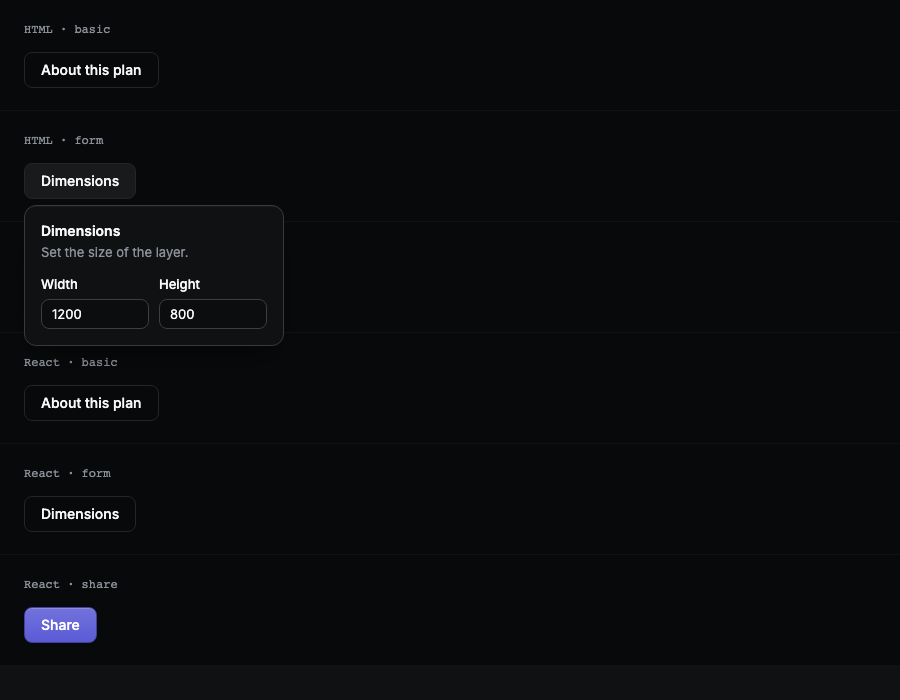 HTML · basic
About this plan
HTML · form
Dimensions
Dimensions
Set the size of the layer.
Width Height
1200 800
React · basic
About this plan
React · form
Dimensions
React · share
Share